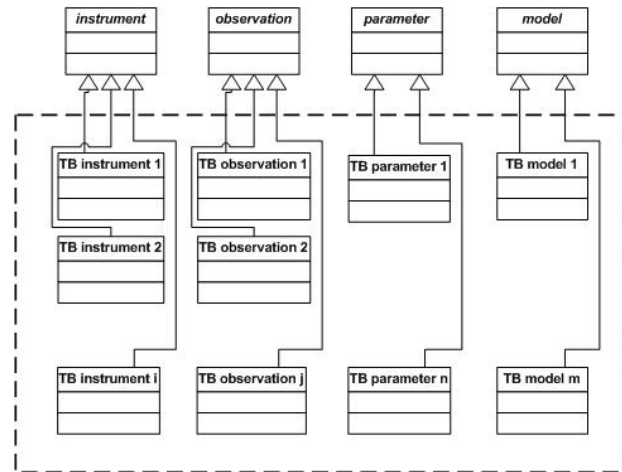 instrument
observation
parameter
model
TB instrument 1
TB observation 1
TB parameter 1
TB model 1
TB instrument 2
TB observation 2
TB instrument i
TB observation j
TB parameter n
TB model m